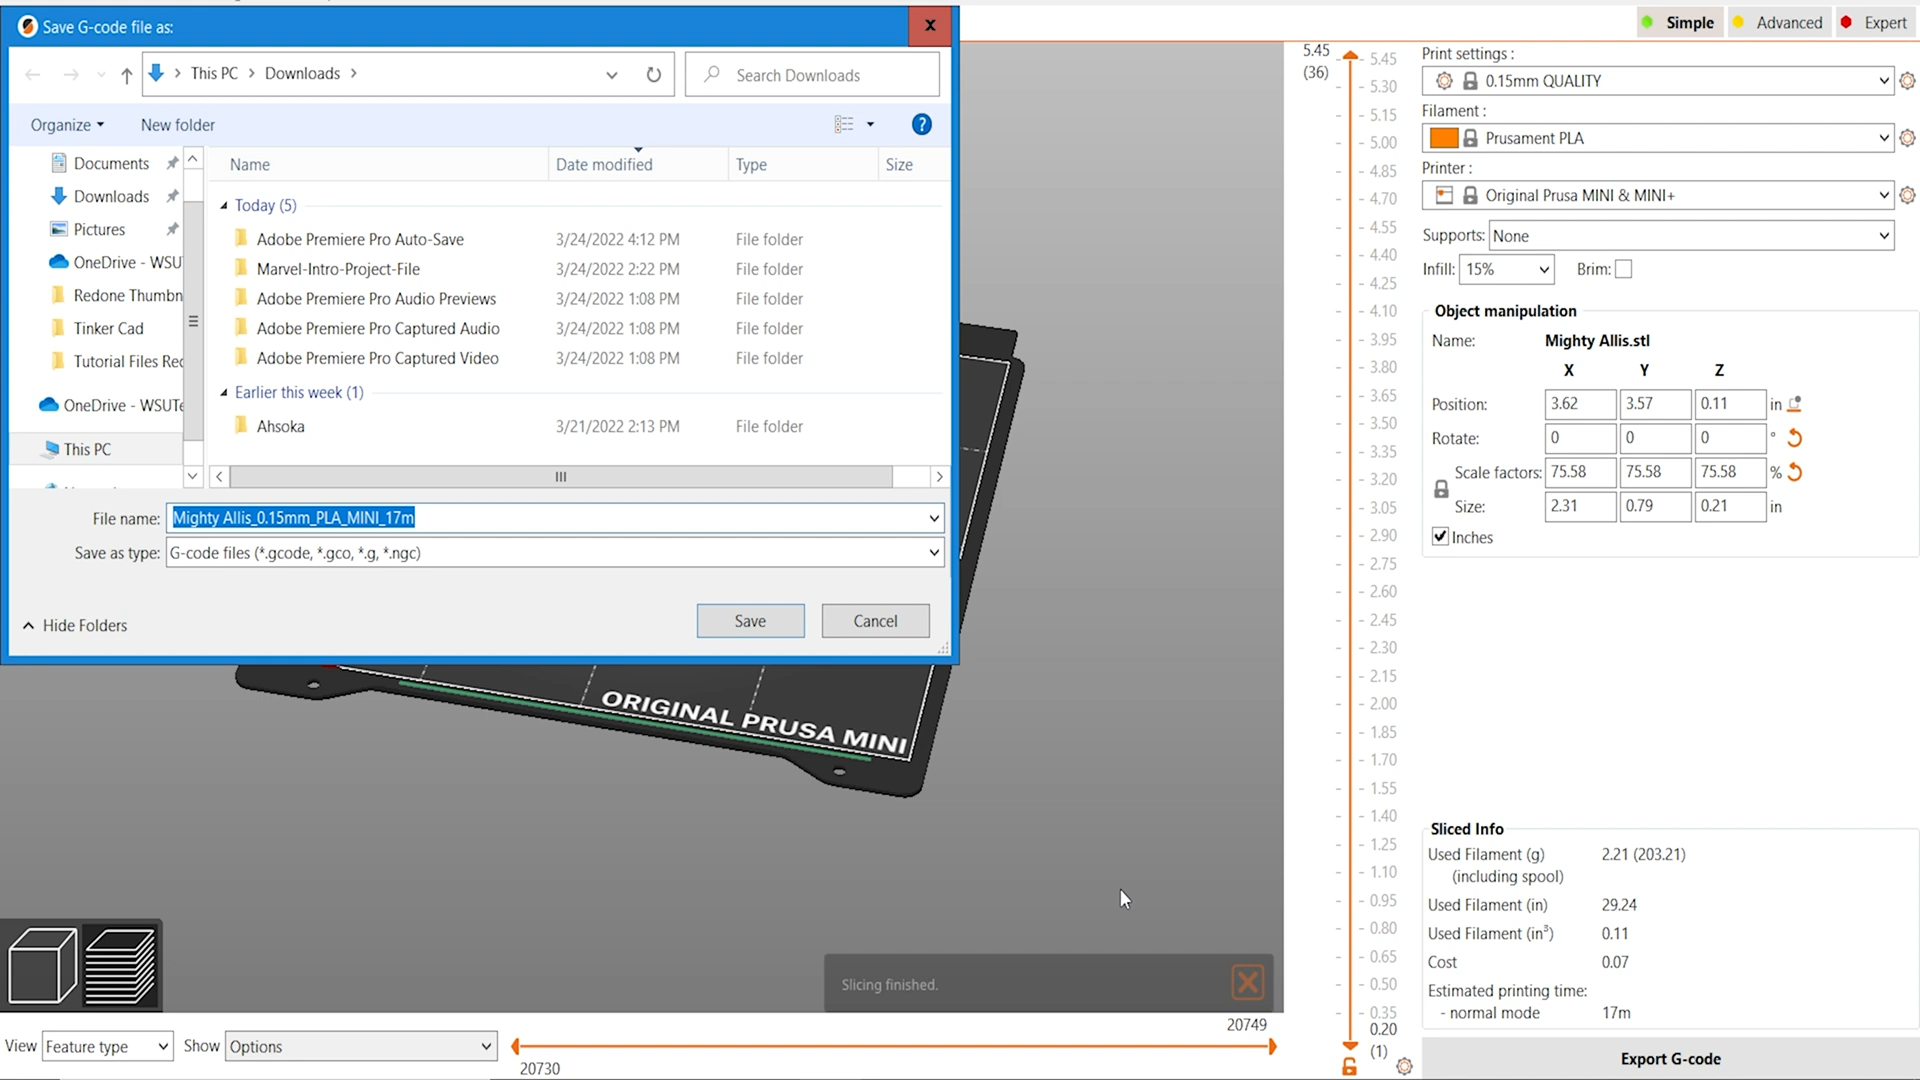 Save G-code file as:
This PC > Downloads >
Search Downloads
Organize
New folder
Documents
Downloads
Pictures
OneDrive - WSU
Redone Thumbn
Tinker Cad
Tutorial Files Rec
OneDrive - WSUTe
This PC
Name
Date modified
Type
Size
Today (5)
Adobe Premiere Pro Auto-Save 3/24/2022 4:12 PM File folder
Marvel-Intro-Project-File 3/24/2022 2:22 PM File folder
Adobe Premiere Pro Audio Previews 3/24/2022 1:08 PM File folder
Adobe Premiere Pro Captured Audio 3/24/2022 1:08 PM File folder
Adobe Premiere Pro Captured Video 3/24/2022 1:08 PM File folder
Earlier this week (1)
Ahsoka 3/21/2022 2:13 PM File folder
File name: Mighty Allis_0.15mm_PLA_MINI_17m
Save as type: G-code files (*.gcode, *.gco, *.g, *.ngc)
Hide Folders
Save
Cancel
ORIGINAL PRUSA MINI
Slicing finished.
View Feature type
Show Options
20749
20730
5.45
(36)
5.45
5.30
5.15
5.00
4.85
4.70
4.55
4.40
4.25
4.10
3.95
3.80
3.65
3.50
3.35
3.20
3.05
2.90
2.75
2.60
2.45
2.30
2.15
2.00
1.85
1.70
1.55
1.40
1.25
1.10
0.95
0.80
0.65
0.50
0.35
0.20
(1)
Simple
Advanced
Expert
Print settings :
0.15mm QUALITY
Filament :
Prusament PLA
Printer :
Original Prusa MINI & MINI+
Supports: None
Infill: 15% Brim:
Object manipulation
Name: Mighty Allis.stl
X Y Z
Position: 3.62 3.57 0.11 in
Rotate: 0 0 0 °
Scale factors: 75.58 75.58 75.58 %
Size: 2.31 0.79 0.21 in
Inches
Sliced Info
Used Filament (g) 2.21 (203.21)
(including spool)
Used Filament (in) 29.24
Used Filament (in³) 0.11
Cost 0.07
Estimated printing time:
- normal mode 17m
Export G-code